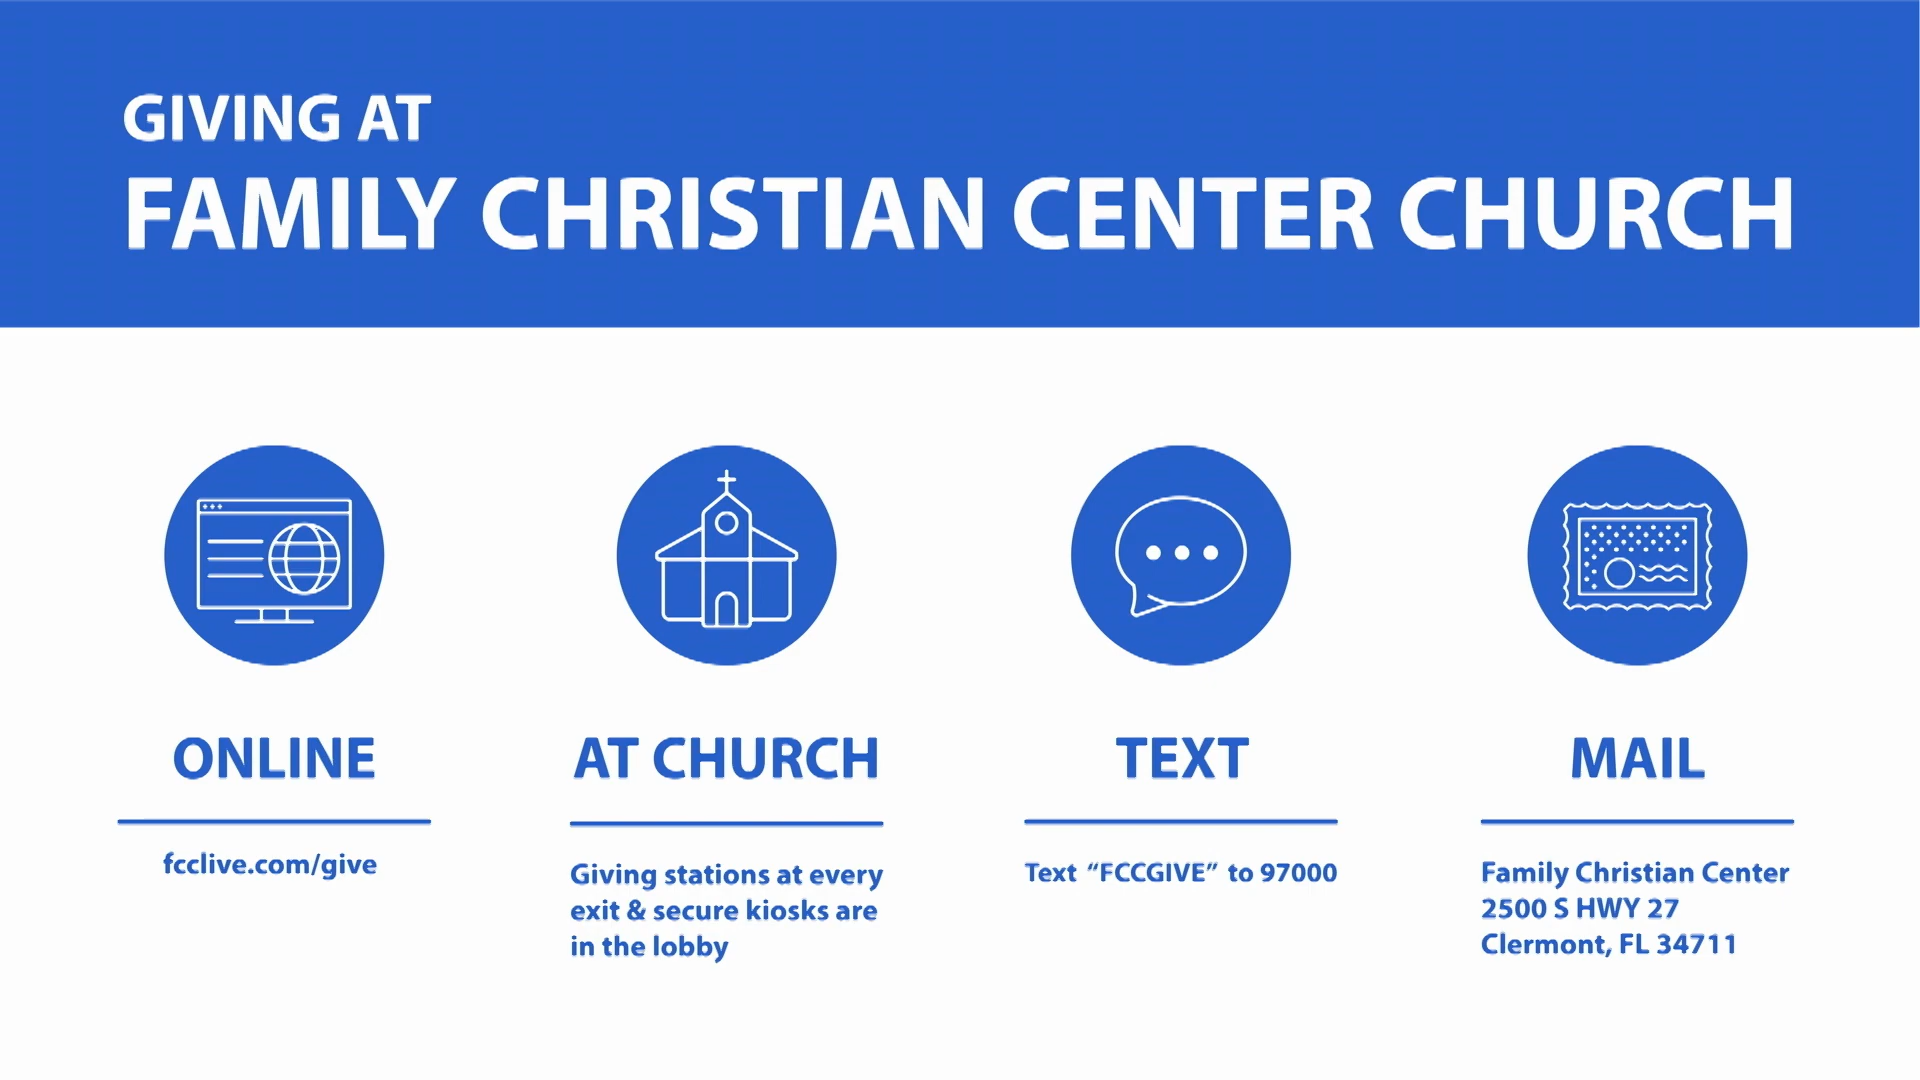 GIVING AT
FAMILY CHRISTIAN CENTER CHURCH
ONLINE
fcclive.com/give
AT CHURCH
Giving stations at every
exit & secure kiosks are
in the lobby
TEXT
Text “FCCGIVE” to 97000
MAIL
Family Christian Center
2500 S HWY 27
Clermont, FL 34711